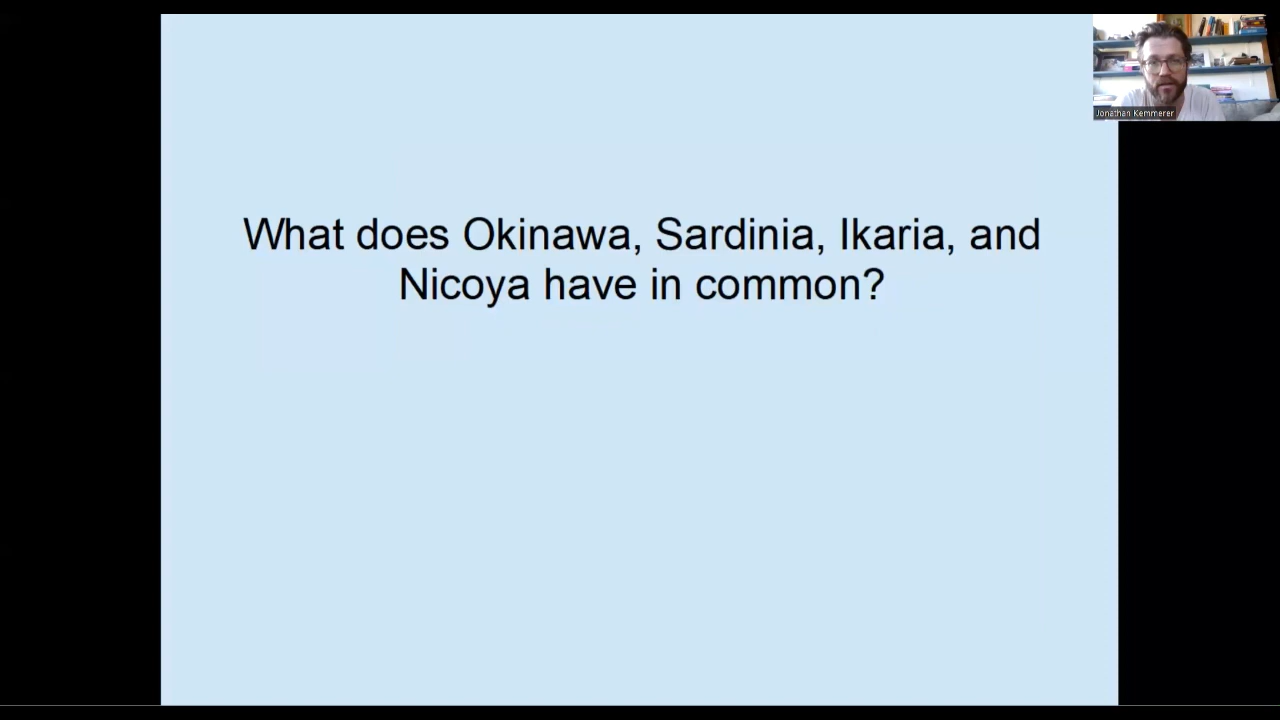 Jonathan Kemmerer
What does Okinawa, Sardinia, Ikaria, and
Nicoya have in common?